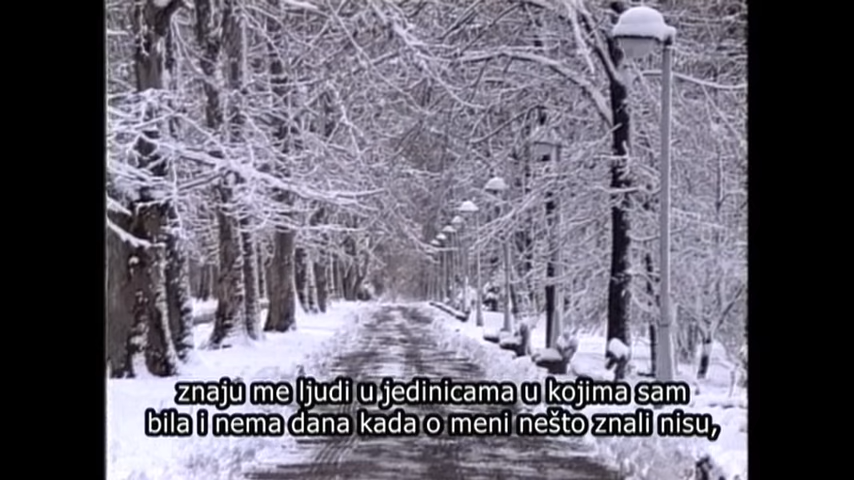 znaju me ljudi u jedinicama u kojima sam
bila i nema dana kada o meni nešto znali nisu,